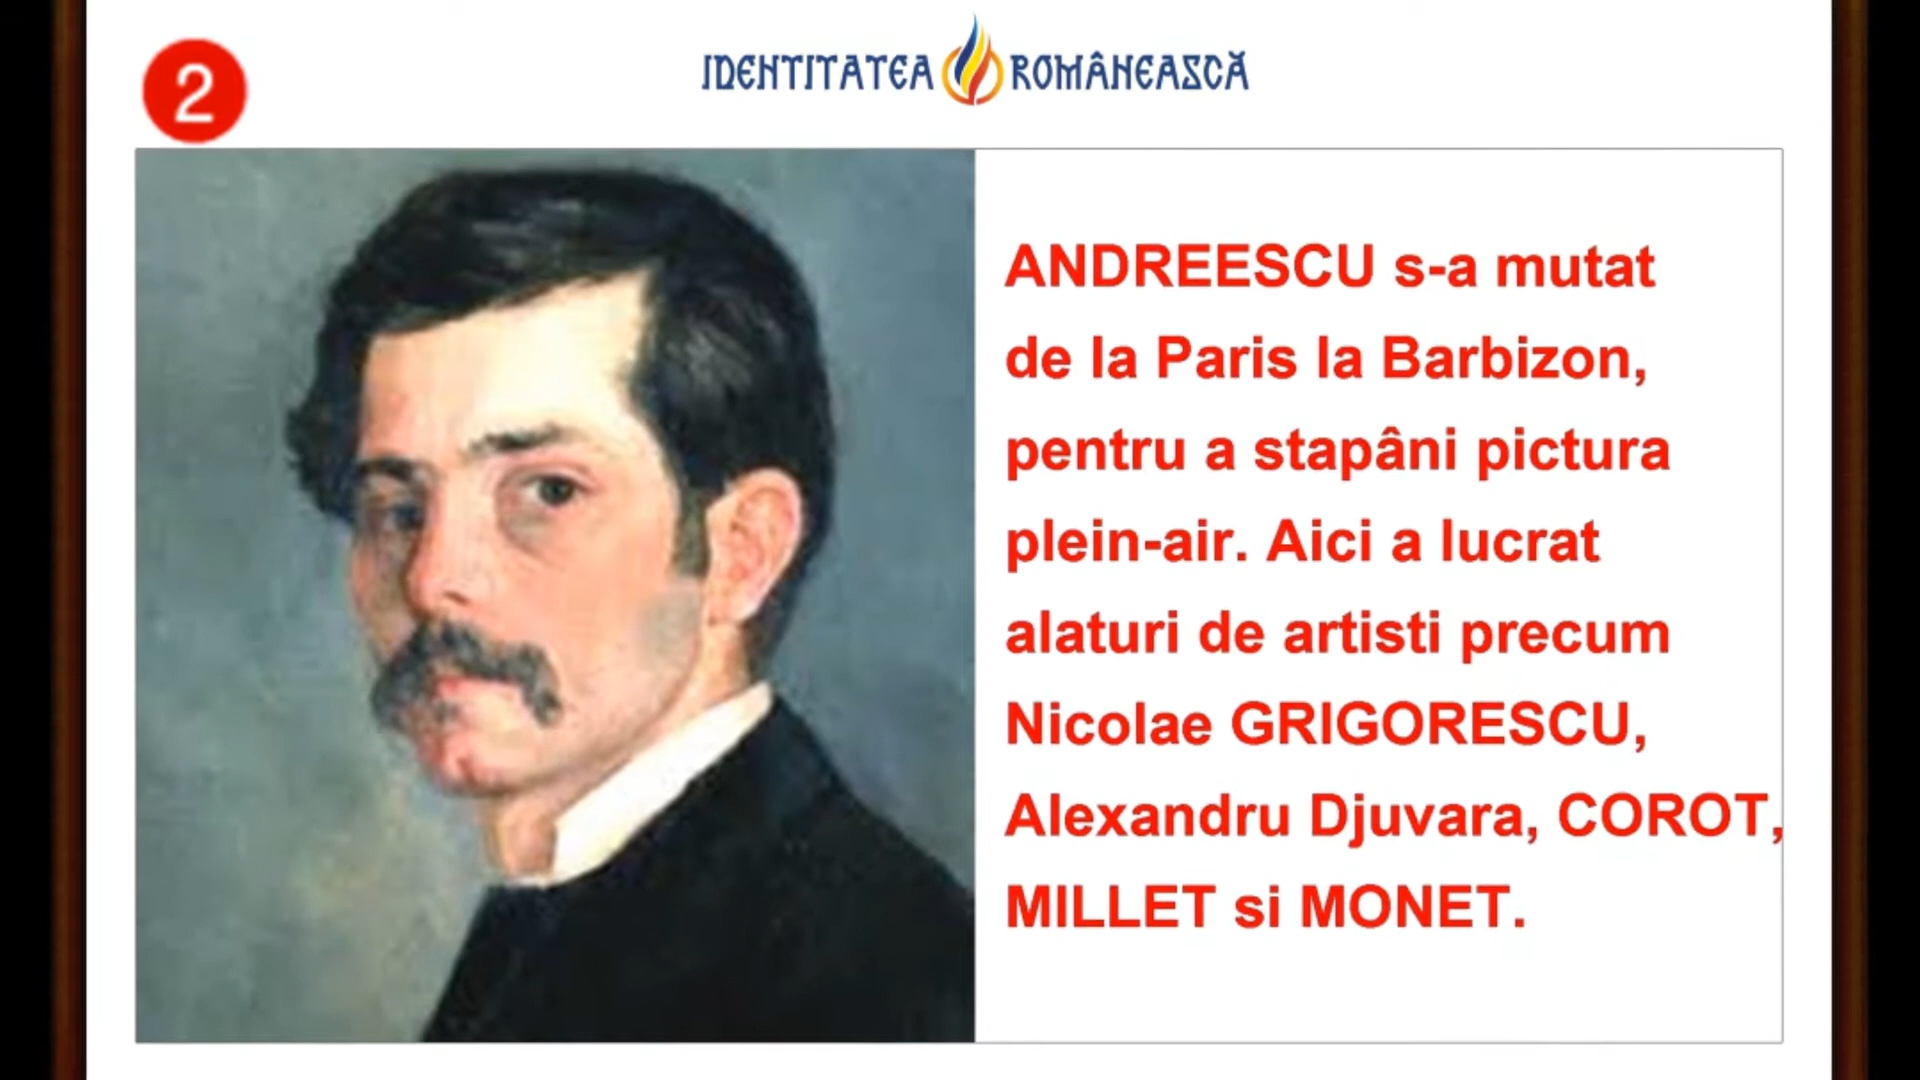 2
IDENTITATEA ROMÂNEASCĂ
ANDREESCU s-a mutat
de la Paris la Barbizon,
pentru a stapâni pictura
plein-air. Aici a lucrat
alaturi de artisti precum
Nicolae GRIGORESCU,
Alexandru Djuvara, COROT,
MILLET si MONET.